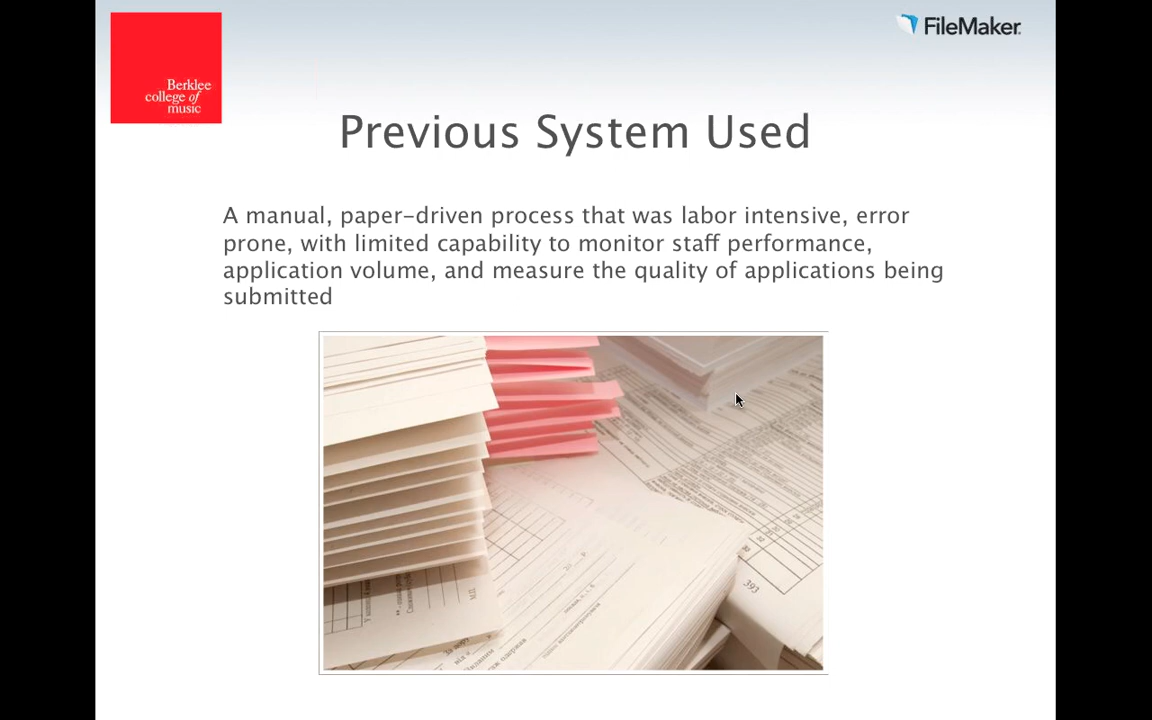 Berklee
college of
music
FileMaker
Previous System Used
A manual, paper-driven process that was labor intensive, error
prone, with limited capability to monitor staff performance,
application volume, and measure the quality of applications being
submitted
393